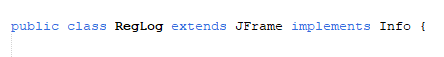 public class RegLog extends JFrame implements Info {